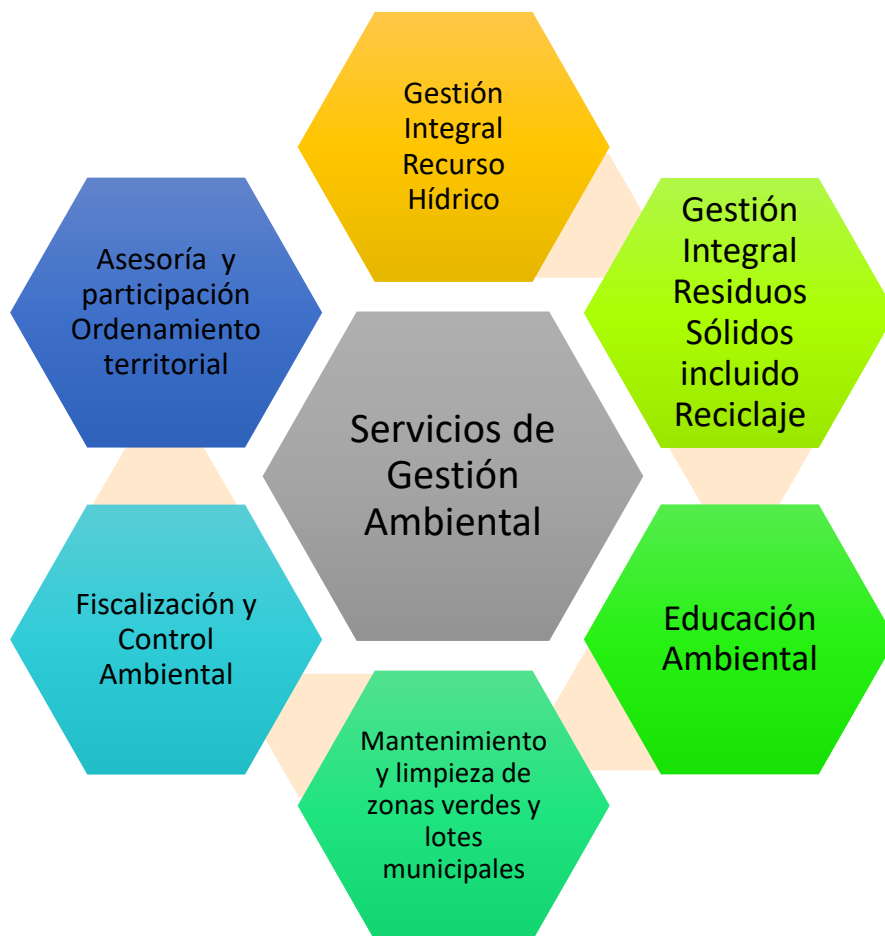 Gestión
Integral
Recurso
Hídrico
Gestión
Integral
Residuos
Sólidos
incluido
Reciclaje
Asesoría y
participación
Ordenamiento
territorial
Servicios de
Gestión
Ambiental
Educación
Ambiental
Fiscalización y
Control
Ambiental
Mantenimiento
y limpieza de
zonas verdes y
lotes
municipales